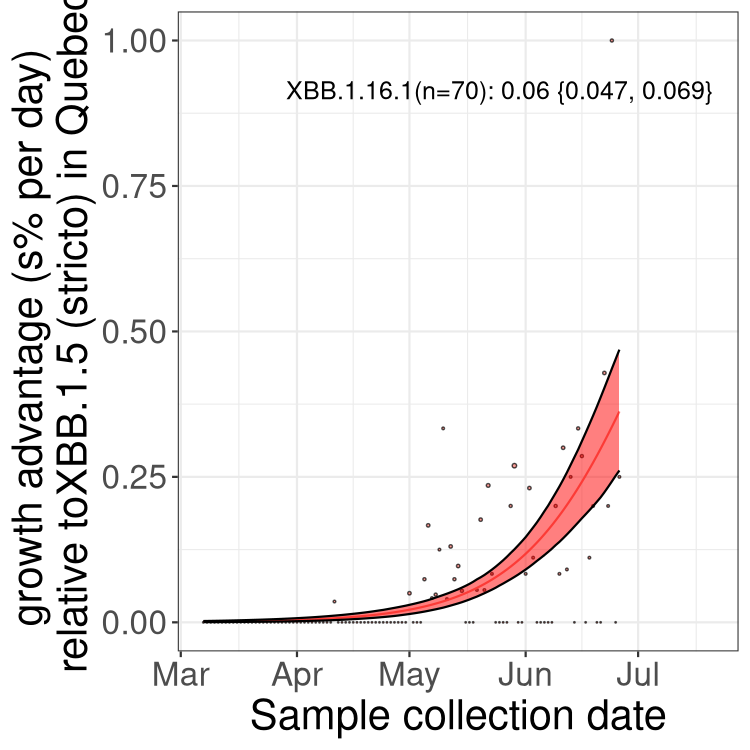 growth advantage (s% per day)
relative toXBB.1.5 (stricto) in Quebec
1.00
0.75
0.50
0.25
0.00
XBB.1.16.1(n=70): 0.06 {0.047, 0.069}
Mar Apr May Jun Jul
Sample collection date